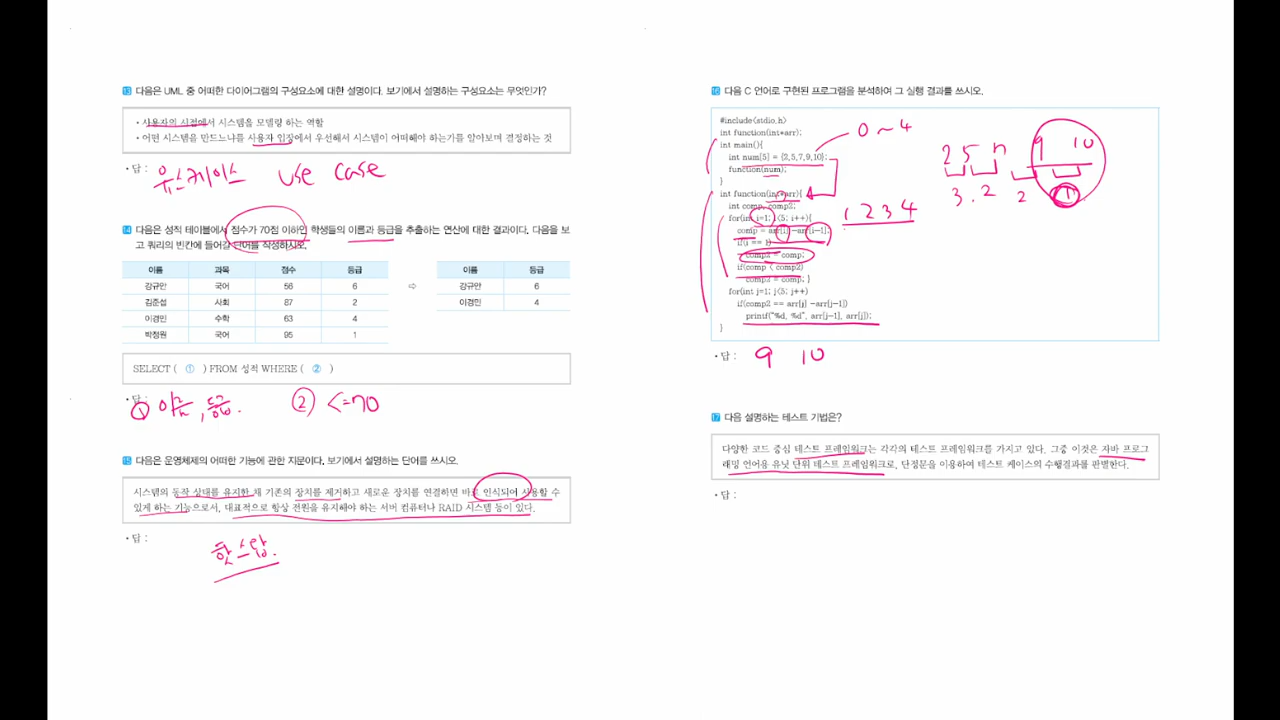 13 다음은 UML 중 어떠한 다이어그램의 구성요소에 대한 설명이다. 보기에서 설명하는 구성요소는 무엇인가?
• 사용자의 시점에서 시스템을 모델링 하는 역할
• 어떤 시스템을 만드느냐를 사용자 입장에서 우선해서 시스템이 어떠해야 하는가를 알아보며 결정하는 것
• 답 :
유스케이스 use case
14 다음은 성적 테이블에서 점수가 70점 이하인 학생들의 이름과 등급을 추출하는 연산에 대한 결과이다. 다음을 보
고 쿼리의 빈칸에 들어갈 단어를 작성하시오.
이름 과목 점수 등급
강규안 국어 56 6
김준섭 사회 87 2
이경민 수학 63 4
박정원 국어 95 1
⇨
이름 등급
강규안 6
이경민 4
SELECT ( ① ) FROM 성적 WHERE ( ② )
• 답 :
① 이름, 등급. ② <=70
15 다음은 운영체제의 어떠한 기능에 관한 지문이다. 보기에서 설명하는 단어를 쓰시오.
시스템의 동작 상태를 유지한 채 기존의 장치를 제거하고 새로운 장치를 연결하면 바로 인식되어 사용할 수
있게 하는 기능으로서, 대표적으로 항상 전원을 유지해야 하는 서버 컴퓨터나 RAID 시스템 등이 있다.
• 답 :
핫스왑.
16 다음 C 언어로 구현된 프로그램을 분석하여 그 실행 결과를 쓰시오.
#include<stdio.h>
int function(int*arr);
int main(){
int num[5] = {2,5,7,9,10};
function(num);
}
int function(int*arr){
int comp, comp2;
for(int i=1; i<5; i++){
comp = arr[i] -arr[i-1];
if(i == 1)
comp2 = comp;
if(comp < comp2)
comp2 = comp; }
for(int j=1; j<5; j++)
if(comp2 == arr[j] -arr[j-1])
printf("%d, %d", arr[j-1], arr[j]);
}
0 ~ 4
1 2 3 4
2 5 7 9 10
3. 2 2 1
• 답 :
9 10
17 다음 설명하는 테스트 기법은?
다양한 코드 중심 테스트 프레임워크는 각각의 테스트 프레임워크를 가지고 있다. 그중 이것은 자바 프로그
래밍 언어용 유닛 단위 테스트 프레임워크로, 단정문을 이용하여 테스트 케이스의 수행결과를 판별한다.
• 답 :